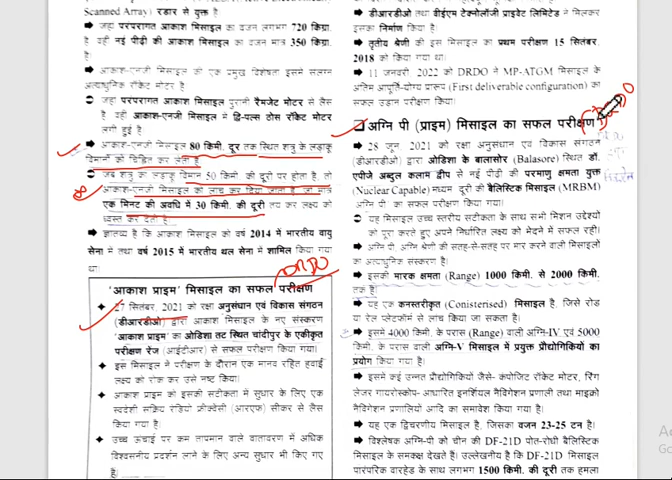 Scanned Array) रडार से युक्त है
➡ जहां परंपरागत आकाश मिसाइल का वजन लगभग 720 किग्रा.
है वहीं नयी पीढ़ी की आकाश मिसाइल का वजन मात्र 350 किग्रा.
है।
➡ आकाश-एनजी मिसाइल की एक प्रमुख विशेषता इसमें संलग्न
अत्याधुनिक रॉकेट मोटर है
➲ जहां परंपरागत आकाश मिसाइल पुरानी रैमजेट मोटर से लैस
है वहीं आकाश-एनजी मिसाइल में द्वि-पल्स ठोस रॉकेट मोटर
लगी हुई है
➡ आकाश-एनजी मिसाइल 80 किमी. दूर तक स्थित शत्रु के लड़ाकू
विमानों को चिह्नित कर लेती है
➲ जब शत्रु का लड़ाकू विमान 50 किमी की दूरी पर होता है, तो
आकाश-एनजी मिसाइल को लांच कर दिया जाता है, जो मात्र
एक मिनट की अवधि में 30 किमी. की दूरी तय कर लक्ष्य को
ध्वस्त कर देती है
➡ ज्ञातव्य है कि आकाश मिसाइल को वर्ष 2014 में भारतीय वायु
सेना में तथा वर्ष 2015 में भारतीय थल सेना में शामिल किया गया
था।
DRDO
'आकाश प्राइम' मिसाइल का सफल परीक्षण
✦ 27 सितंबर, 2021 को रक्षा अनुसंधान एवं विकास संगठन
(डीआरडीओ) द्वारा आकाश मिसाइल के नए संस्करण
'आकाश प्राइम' का ओडिशा तट स्थित चांदीपुर के एकीकृत
परीक्षण रेंज (आईटीआर) से सफल परीक्षण किया गया।
✦ इस मिसाइल ने परीक्षण के दौरान एक मानव रहित हवाई
लक्ष्य को रोक कर उसे नष्ट किया
✦ आकाश प्राइम को इसकी सटीकता में सुधार के लिए एक
स्वदेशी सक्रिय रेडियो फ्रीक्वेंसी (आरएफ) सीकर से लैस
किया गया है
✦ उच्च ऊंचाई पर कम तापमान वाले वातावरण में अधिक
विश्वसनीय प्रदर्शन लाने के लिए अन्य सुधार भी किए गए
है।
➡ डीआरडीओ तथा वीईएम टेक्नोलॉजी प्राइवेट लिमिटेड ने मिलकर
इसका निर्माण किया है।
➡ तृतीय श्रेणी की इस मिसाइल का प्रथम परीक्षण 15 सितंबर,
2018 को किया गया था।
➡ 11 जनवरी 2022 को DRDO ने MP-ATGM मिसाइल के
अंतिम आपूर्ति-योग्य प्रारूप (First deliverable configuration) का
सफल उड़ान परीक्षण किया।
❑ अग्नि पी (प्राइम) मिसाइल का सफल परीक्षण
➡ 28 जून, 2021 को रक्षा अनुसंधान एवं विकास संगठन
(डीआरडीओ) द्वारा ओडिशा के बालासोर (Balasore) स्थित डॉ.
एपीजे अब्दुल कलाम द्वीप से नई पीढ़ी की परमाणु क्षमता युक्त
(Nuclear Capable) मध्यम दूरी की बैलिस्टिक मिसाइल (MRBM)
अग्नि पी का सफल परीक्षण किया गया।
➲ यह मिसाइल उच्च स्तरीय सटीकता के साथ सभी मिशन उद्देश्यों
को पूरा करते हुए अपने निर्धारित लक्ष्य को भेदने में सफल रही।
➡ अग्नि पी, अग्नि श्रेणी की सतह-से-सतह पर मार करने वाली मिसाइलों
का अत्याधुनिक संस्करण है।
➡ इसकी मारक क्षमता (Range) 1000 किमी. से 2000 किमी.
तक है
➡ यह एक कनस्तरीकृत (Conisterised) मिसाइल है, जिसे रोड
या रेल प्लेटफॉर्म से लांच किया जा सकता है।
➡ इसमें 4000 किमी. के परास (Range) वाली अग्नि-IV एवं 5000
किमी. के परास वाली अग्नि-V मिसाइल में प्रयुक्त प्रौद्योगिकियों का
प्रयोग किया गया है।
➡ इसमें कई उन्नत प्रौद्योगिकियां जैसे- कंपोजिट रॉकेट मोटर, रिंग
लेजर गायरोस्कोप- आधारित इनर्शियल नैविगेशन प्रणाली तथा माइक्रो
नैविगेशन प्रणालियों आदि का समावेश किया गया है।
➡ यह एक द्विचरणीय मिसाइल है, जिसका वजन 23-25 टन है।
➡ विश्लेषक अग्नि-पी को चीन की DF-21D पोत-रोधी बैलिस्टिक
मिसाइल के समकक्ष देखते हैं। उल्लेखनीय है कि DF-21D मिसाइल
पारंपरिक वारहेड के साथ लगभग 1500 किमी. की दूरी तक हमला